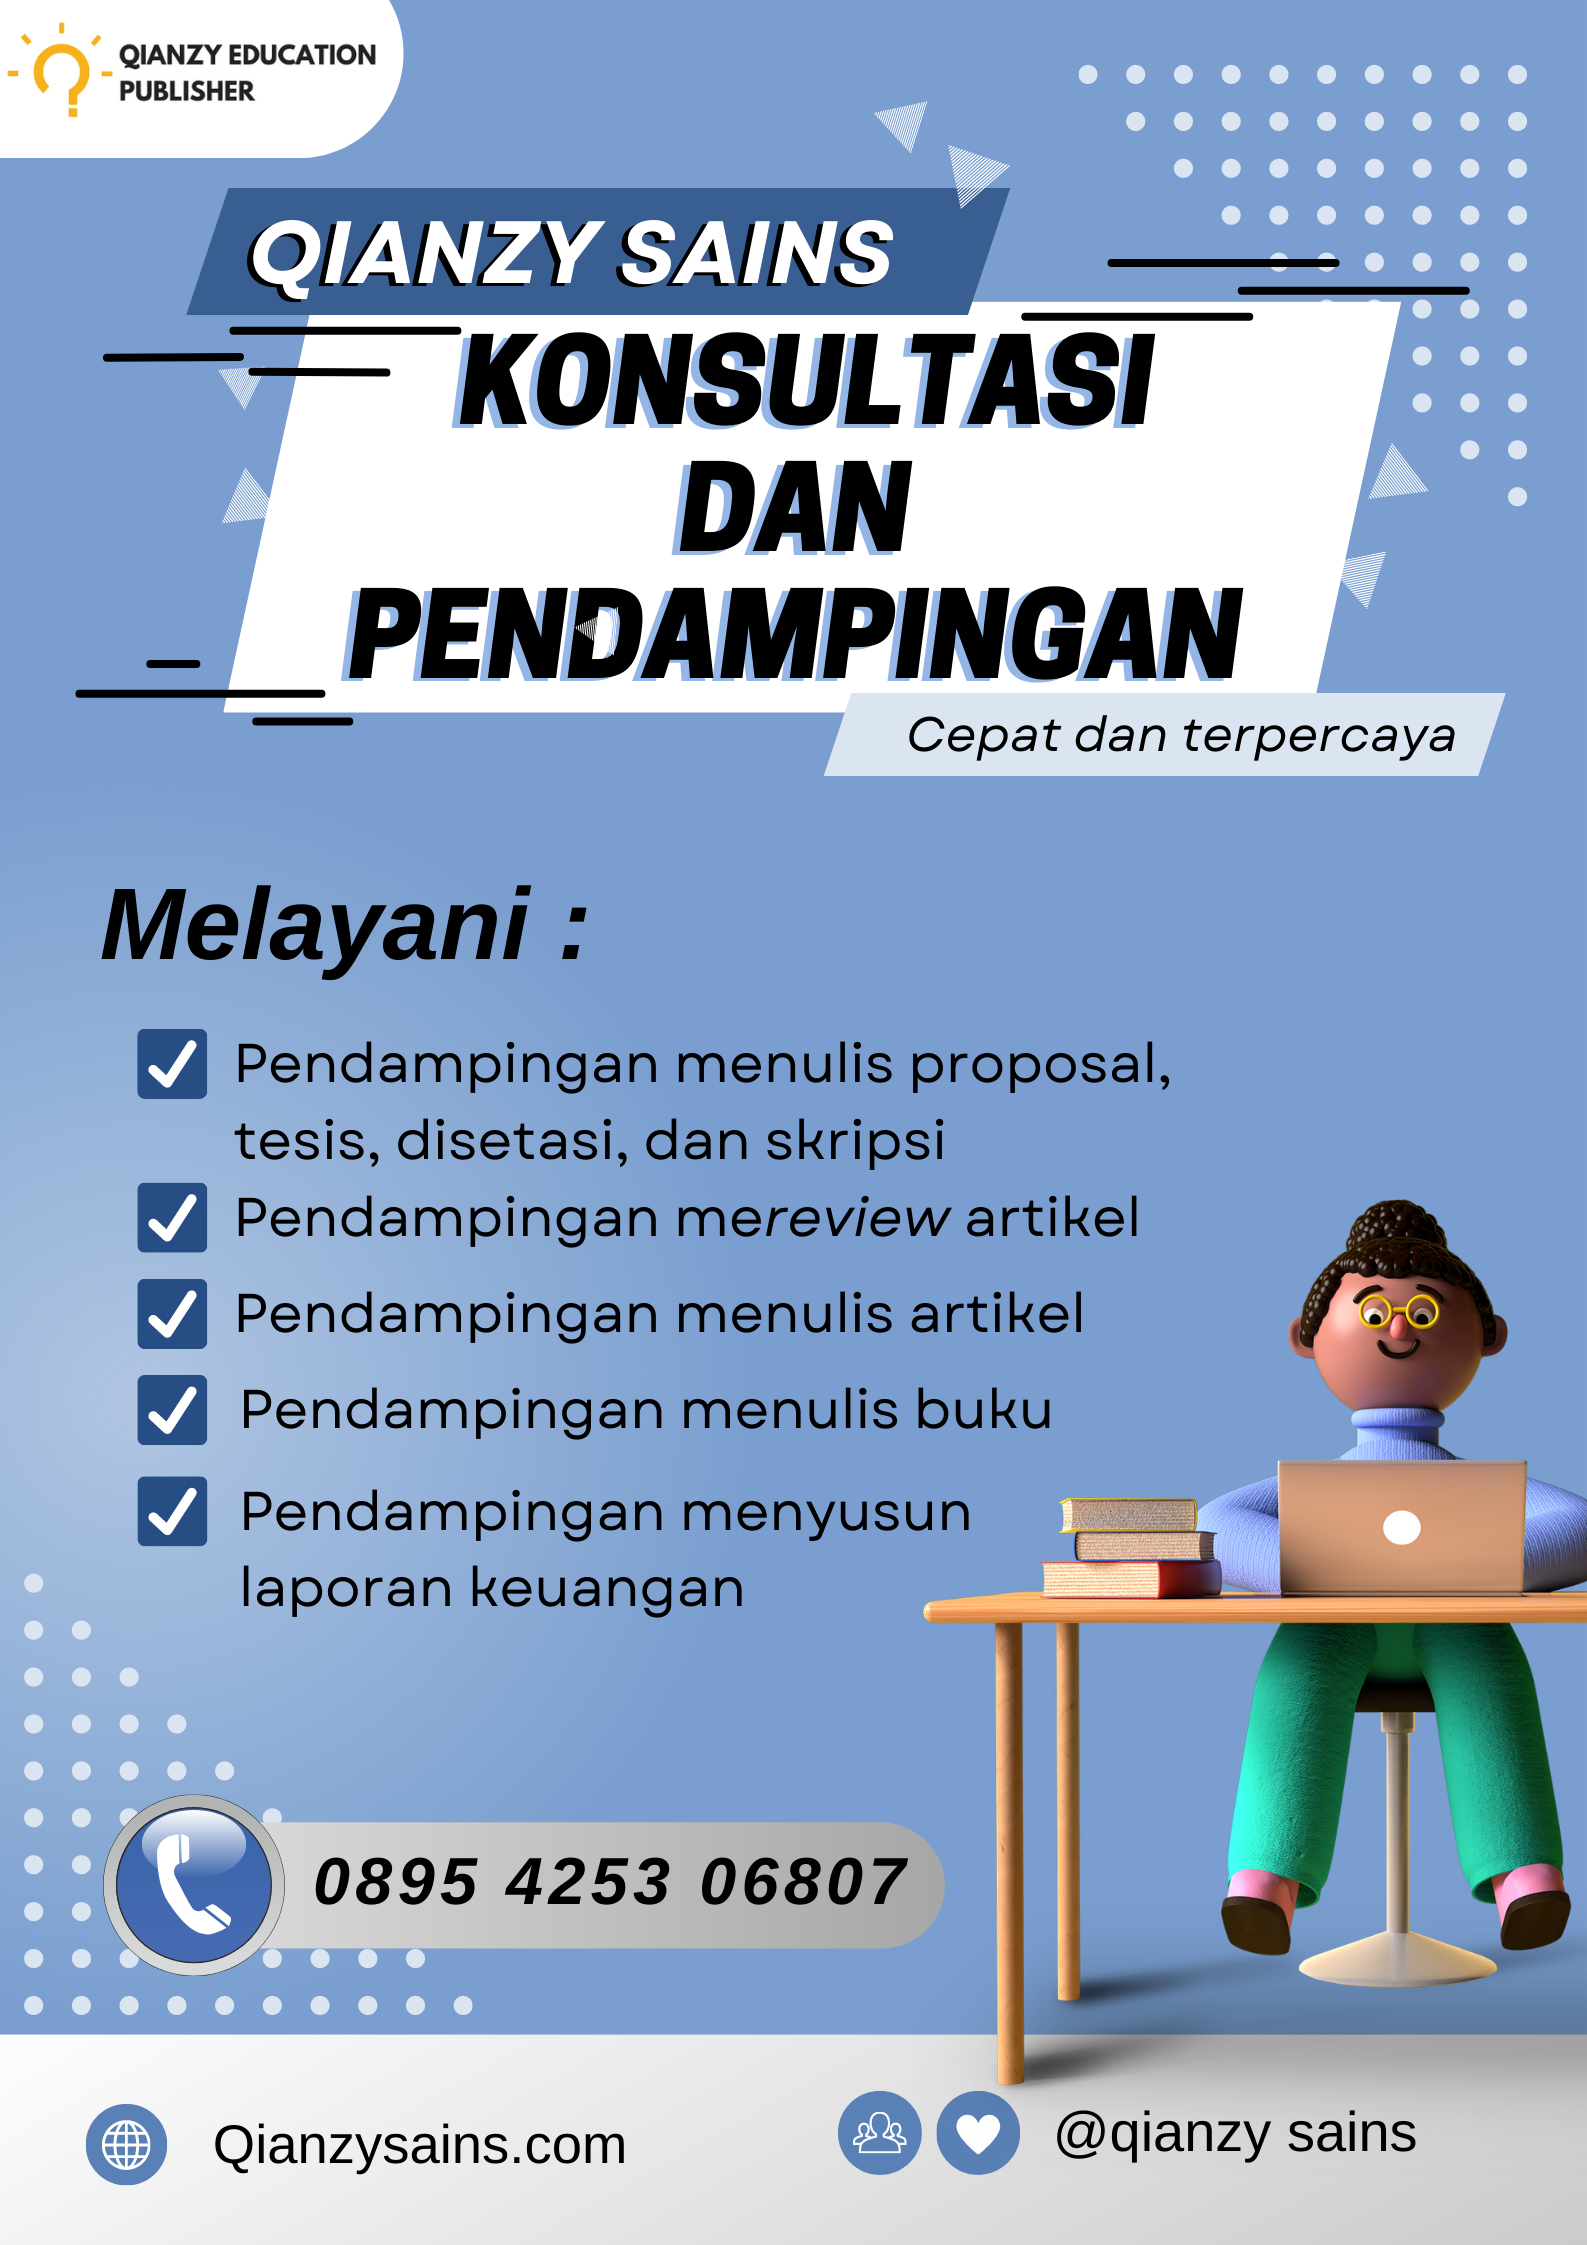 QIANZY EDUCATION
PUBLISHER
QIANZY SAINS
KONSULTASI
DAN
PENDAMPINGAN
Cepat dan terpercaya
Melayani :
Pendampingan menulis proposal,
tesis, disetasi, dan skripsi
Pendampingan mereview artikel
Pendampingan menulis artikel
Pendampingan menulis buku
Pendampingan menyusun
laporan keuangan
0895 4253 06807
Qianzysains.com
@qianzy sains